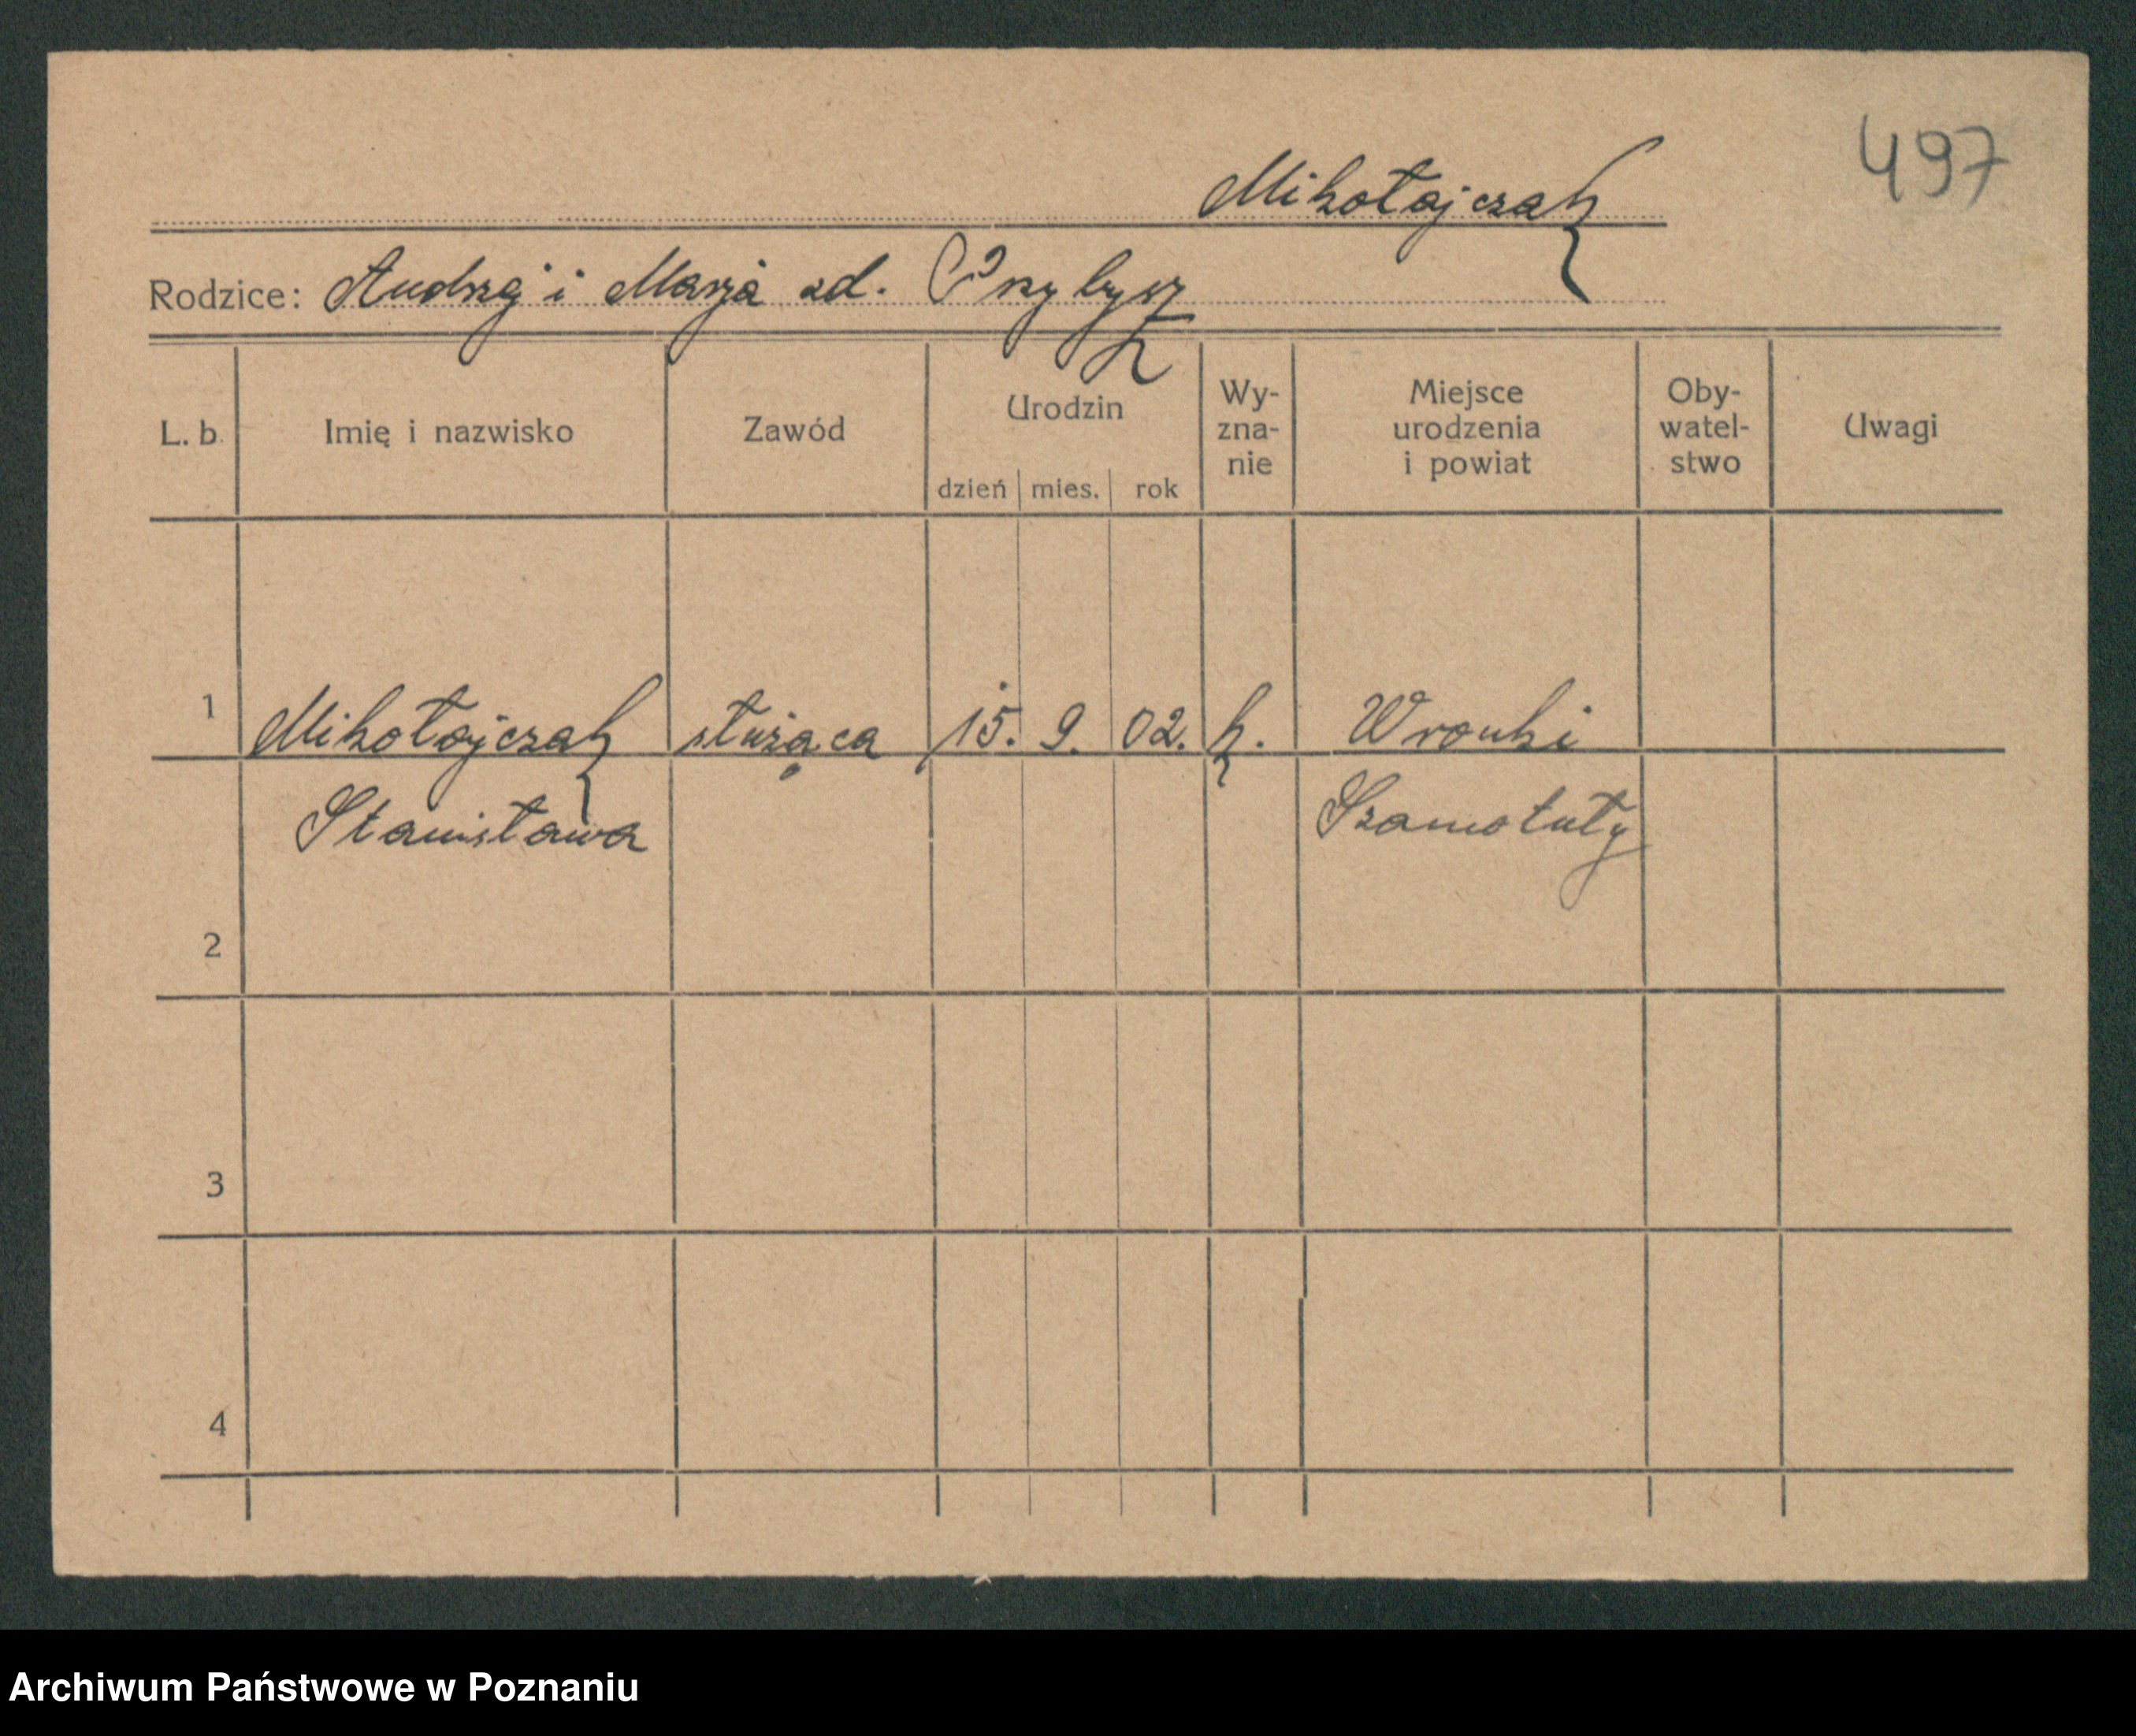 497
Mikołajczak
Rodzice: Andrzej i Marja zd. Przybysz
L. b. Imię i nazwisko Zawód Urodzin dzień mies. rok Wy-zna-nie Miejsce urodzenia i powiat Oby-watel-stwo Uwagi
1 Mikołajczak służąca 15. 9. 02. k. Wronki
Stanisława Szamotuły
2
3
4
Archiwum Państwowe w Poznaniu